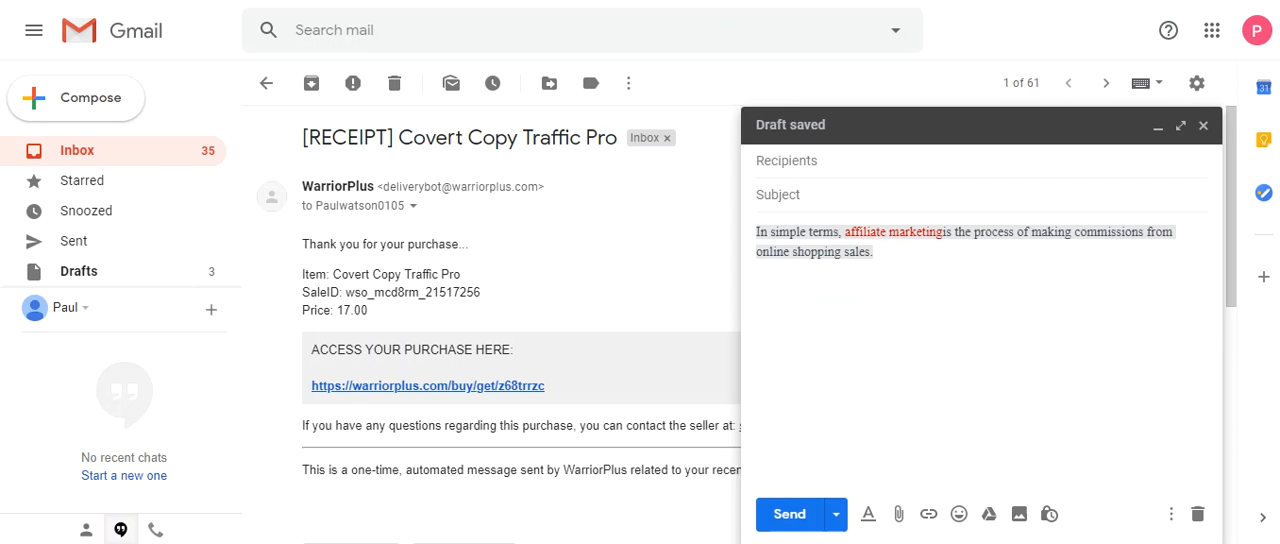 Gmail
Search mail
P
Compose
1 of 61
Inbox 35
Starred
Snoozed
Sent
Drafts 3
Paul
No recent chats
Start a new one
[RECEIPT] Covert Copy Traffic Pro Inbox x
WarriorPlus <deliverybot@warriorplus.com>
to Paulwatson0105
Thank you for your purchase...
Item: Covert Copy Traffic Pro
SaleID: wso_mcd8rm_21517256
Price: 17.00
ACCESS YOUR PURCHASE HERE:
https://warriorplus.com/buy/get/z68trrzc
If you have any questions regarding this purchase, you can contact the seller at:
This is a one-time, automated message sent by WarriorPlus related to your recen
Draft saved
Recipients
Subject
In simple terms, affiliate marketingis the process of making commissions from
online shopping sales.
Send
31